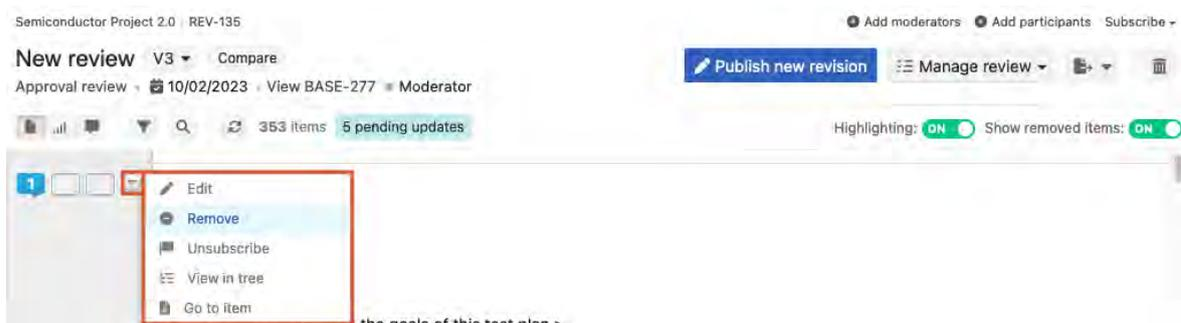 Semiconductor Project 2.0 REV-135 Add moderators Add participants Subscribe
New review V3 Compare Publish new revision Manage review
Approval review 10/02/2023 View BASE-277 Moderator
353 items 5 pending updates Highlighting: ON Show removed items: ON
1
Edit
Remove
Unsubscribe
View in tree
Go to item
the goals of this test plan